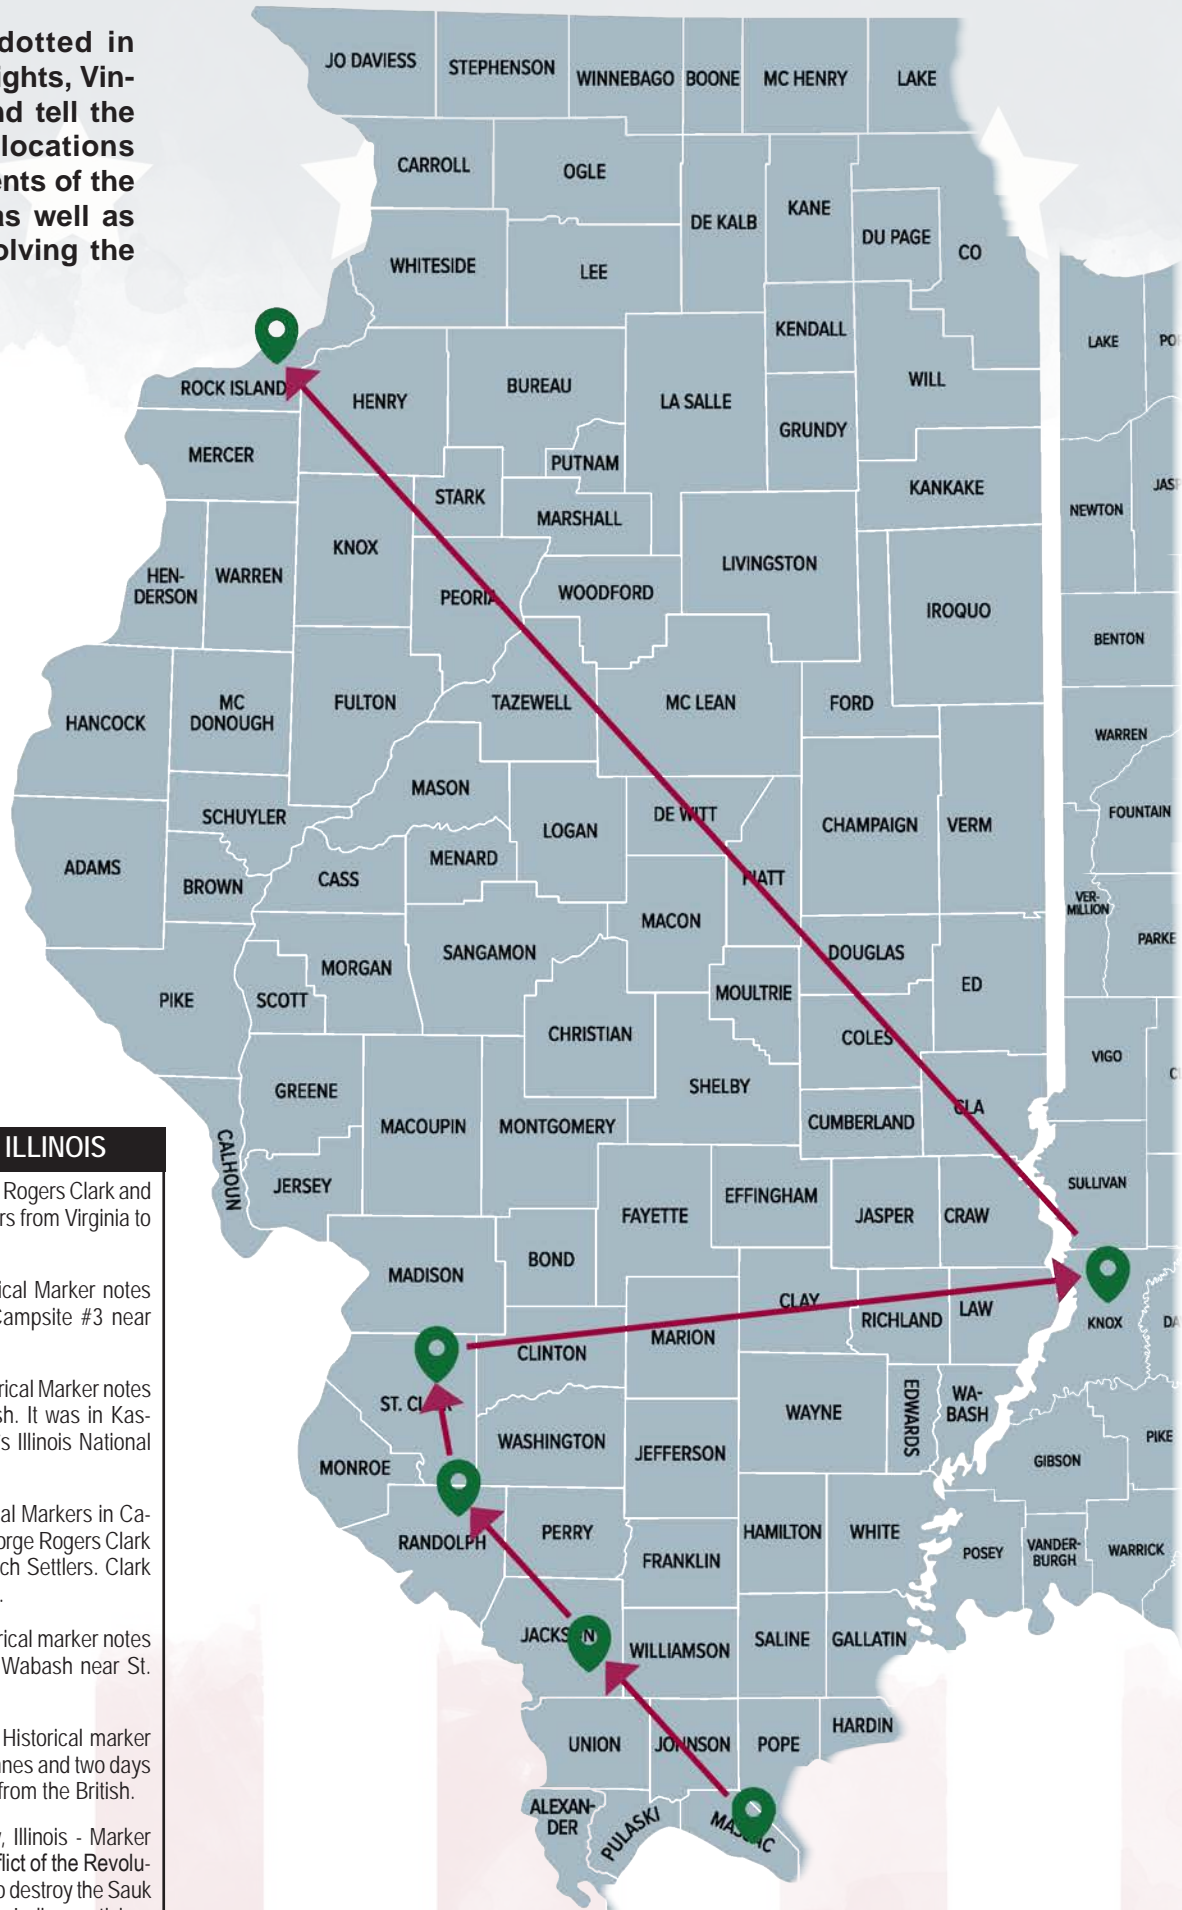 dotted in
ights, Vin-
nd tell the
locations
ents of the
as well as
olving the
JO DAVIESS
STEPHENSON
WINNEBAGO
BOONE
MC HENRY
LAKE
CARROLL
OGLE
DE KALB
KANE
DU PAGE
CO
WHITESIDE
LEE
KENDALL
LAKE
PO
ROCK ISLAND
HENRY
BUREAU
LA SALLE
WILL
GRUNDY
MERCER
PUTNAM
STARK
KANKAKE
JASP
NEWTON
MARSHALL
KNOX
LIVINGSTON
HEN-
DERSON
WARREN
PEORIA
WOODFORD
IROQUO
BENTON
HANCOCK
MC
DONOUGH
FULTON
TAZEWELL
MC LEAN
FORD
WARREN
MASON
SCHUYLER
LOGAN
DE WITT
CHAMPAIGN
VERM
FOUNTAIN
ADAMS
BROWN
CASS
MENARD
PIATT
VER-
MILLION
MACON
PARKE
SANGAMON
DOUGLAS
MORGAN
PIKE
SCOTT
MOULTRIE
ED
CHRISTIAN
COLES
VIGO
C
GREENE
SHELBY
CLA
MACOUPIN
MONTGOMERY
CUMBERLAND
CALHOUN
JERSEY
SULLIVAN
EFFINGHAM
FAYETTE
JASPER
CRAW
BOND
MADISON
CLAY
RICHLAND
LAW
KNOX
DA
MARION
CLINTON
ST. CLAIR
EDWARDS
WA-
BASH
WAYNE
WASHINGTON
JEFFERSON
PIKE
GIBSON
MONROE
RANDOLPH
PERRY
HAMILTON
WHITE
FRANKLIN
POSEY
VANDER-
BURGH
WARRICK
JACKSON
WILLIAMSON
SALINE
GALLATIN
UNION
JOHNSON
POPE
HARDIN
ALEXAN-
DER
PULASKI
MASSAC
ILLINOIS
Rogers Clark and
rs from Virginia to
ical Marker notes
Campsite #3 near
rical Marker notes
sh. It was in Kas-
's Illinois National
al Markers in Ca-
orge Rogers Clark
ch Settlers. Clark
.
rical marker notes
Wabash near St.
Historical marker
nnes and two days
from the British.
, Illinois - Marker
flict of the Revolu-
o destroy the Sauk